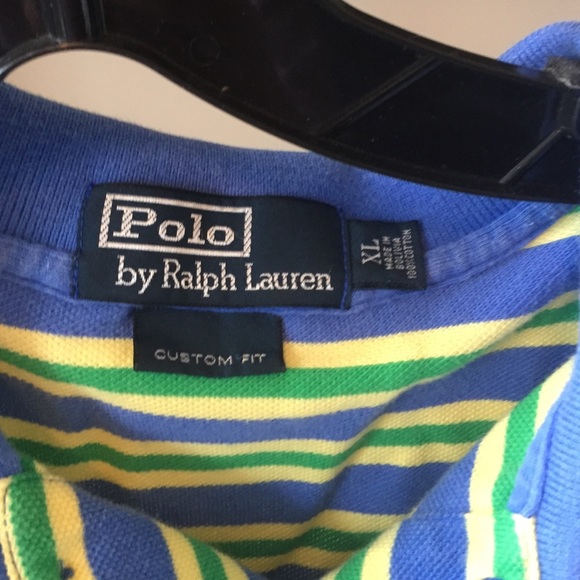 Polo
by Ralph Lauren
XL
MADE IN
BOLIVIA
100% COTTON
CUSTOM FIT